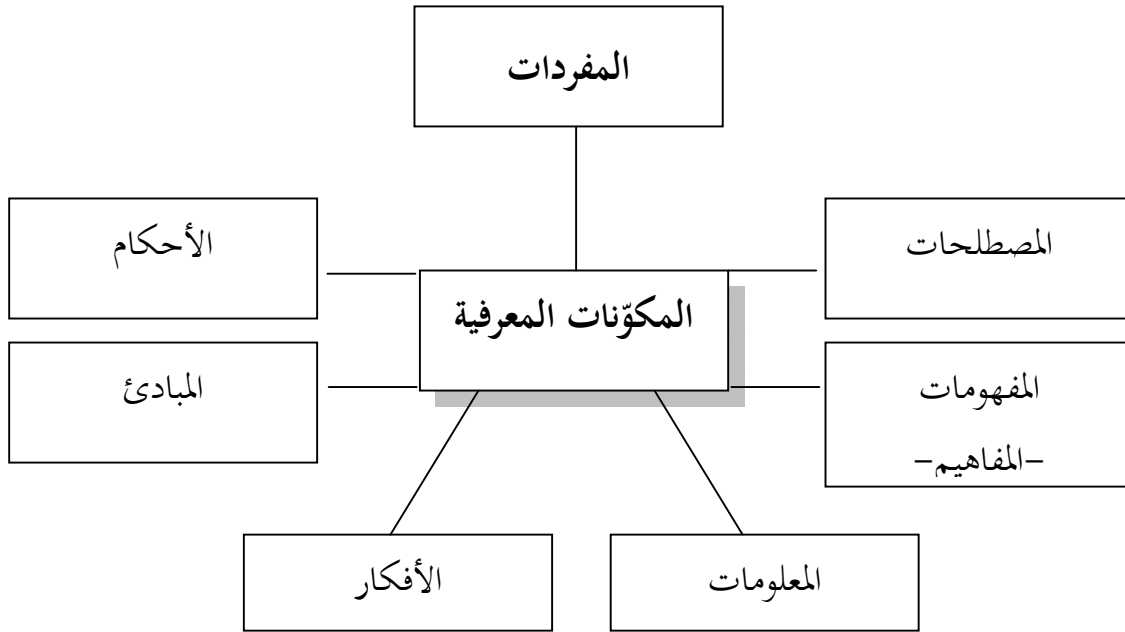 المفردات
المصطلحات
الأحكام
المكوّنات المعرفية
المفهومات
-المفاهيم-
المبادئ
المعلومات
الأفكار